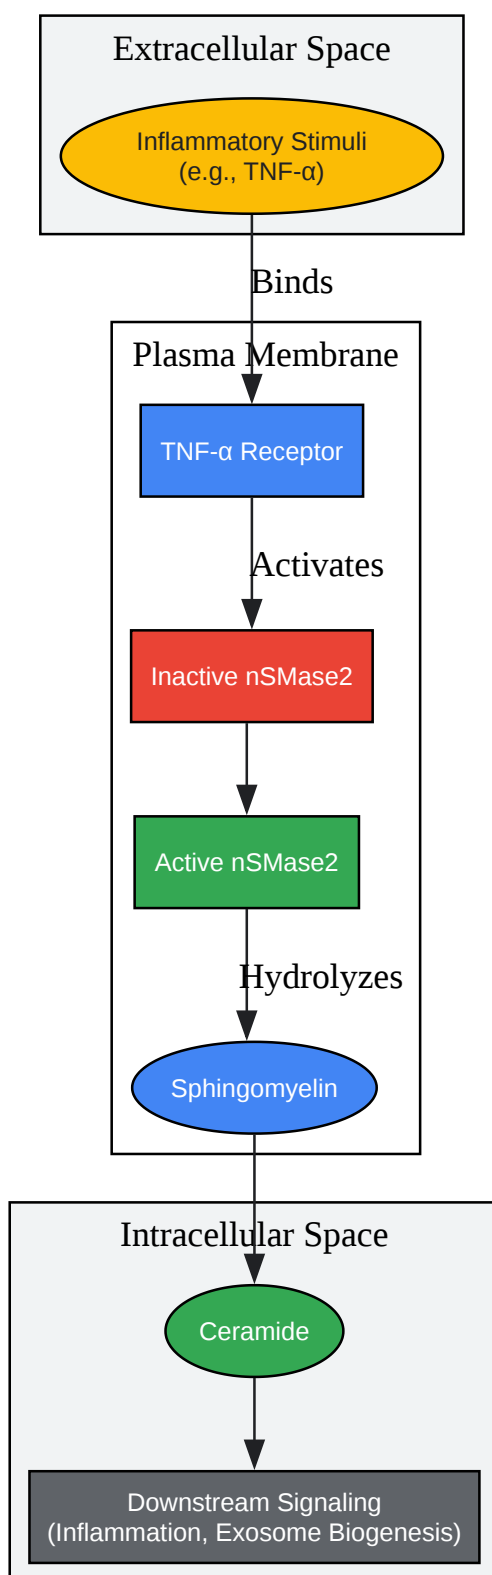 Extracellular Space
Inflammatory Stimuli
(e.g., TNF-α)
Binds
Plasma Membrane
TNF-α Receptor
Activates
Inactive nSMase2
Active nSMase2
Hydrolyzes
Sphingomyelin
Intracellular Space
Ceramide
Downstream Signaling
(Inflammation, Exosome Biogenesis)